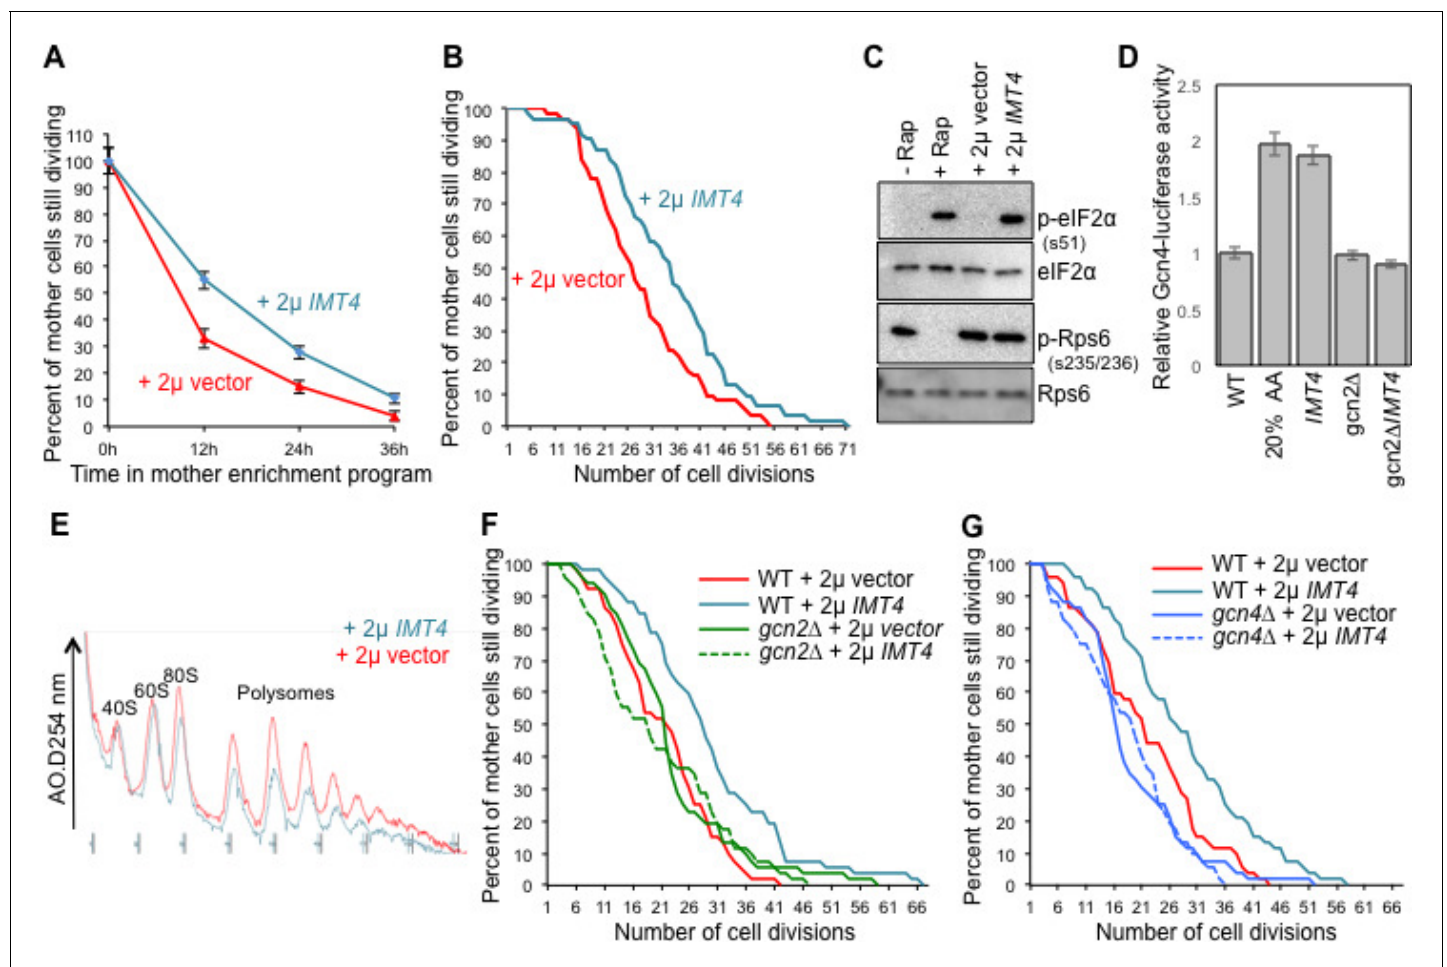 A
Percent of mother cells still dividing
110
100
90
80
70
60
50
40
30
20
10
0
+ 2µ IMT4
+ 2µ vector
0h 12h 24h 36h
Time in mother enrichment program
B
Percent of mother cells still dividing
100
90
80
70
60
50
40
30
20
10
0
+ 2µ IMT4
+ 2µ vector
1 6 11 16 21 26 31 36 41 46 51 56 61 66 71
Number of cell divisions
C
- Rap
+ Rap
+ 2µ vector
+ 2µ IMT4
p-eIF2α
(s51)
eIF2α
p-Rps6
(s235/236)
Rps6
D
Relative Gcn4-luciferase activity
2.5
2
1.5
1
0.5
0
WT
20% AA
IMT4
gcn2Δ
gcn2ΔIMT4
E
AO.D254 nm
+ 2µ IMT4
+ 2µ vector
40S
60S
80S
Polysomes
F
Percent of mother cells still dividing
100
90
80
70
60
50
40
30
20
10
0
WT + 2µ vector
WT + 2µ IMT4
gcn2Δ + 2µ vector
gcn2Δ + 2µ IMT4
1 6 11 16 21 26 31 36 41 46 51 56 61 66
Number of cell divisions
G
Percent of mother cells still dividing
100
90
80
70
60
50
40
30
20
10
0
WT + 2µ vector
WT + 2µ IMT4
gcn4Δ + 2µ vector
gcn4Δ + 2µ IMT4
1 6 11 16 21 26 31 36 41 46 51 56 61 66
Number of cell divisions